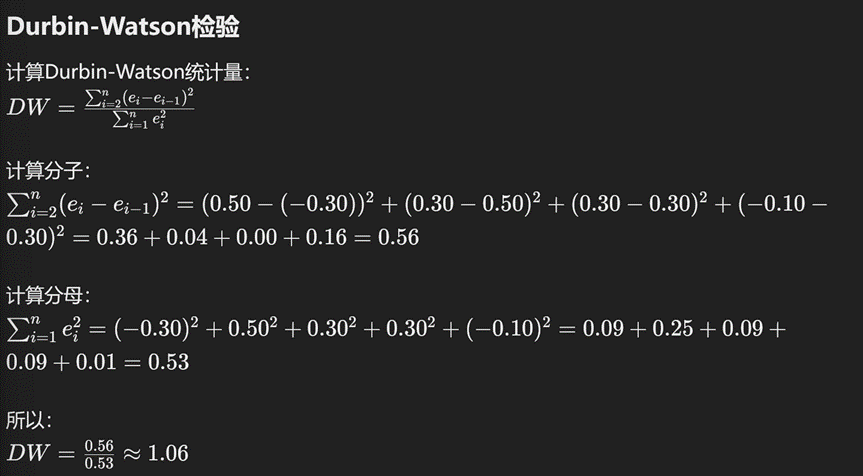 Durbin-Watson检验
计算Durbin-Watson统计量：
$DW = \frac{\sum_{i=2}^{n}(e_i - e_{i-1})^2}{\sum_{i=1}^{n} e_i^2}$
计算分子：
$\sum_{i=2}^{n}(e_i - e_{i-1})^2 = (0.50 - (-0.30))^2 + (0.30 - 0.50)^2 + (0.30 - 0.30)^2 + (-0.10 -$
$0.30)^2 = 0.36 + 0.04 + 0.00 + 0.16 = 0.56$
计算分母：
$\sum_{i=1}^{n} e_i^2 = (-0.30)^2 + 0.50^2 + 0.30^2 + 0.30^2 + (-0.10)^2 = 0.09 + 0.25 + 0.09 +$
$0.09 + 0.01 = 0.53$
所以：
$DW = \frac{0.56}{0.53} \approx 1.06$